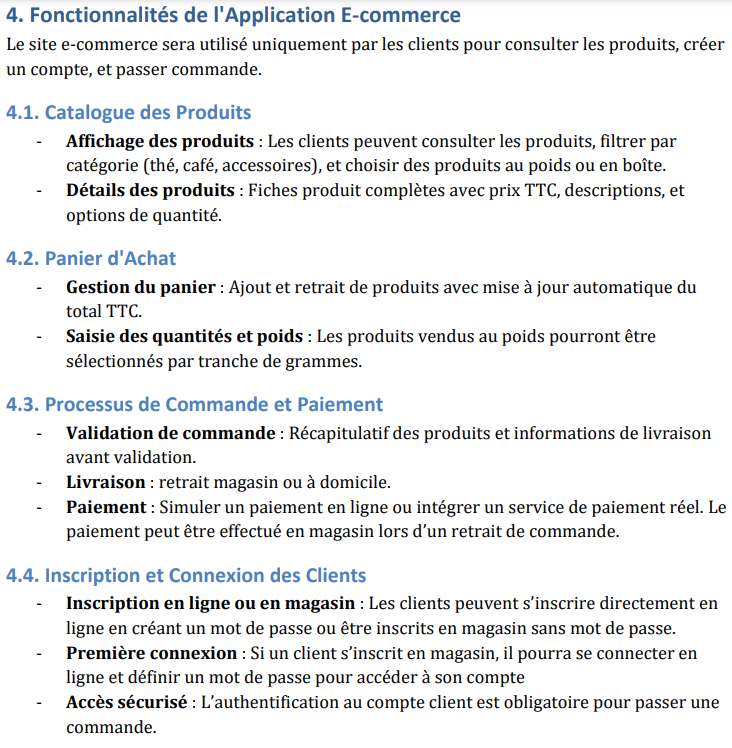 4. Fonctionnalités de l'Application E-commerce
Le site e-commerce sera utilisé uniquement par les clients pour consulter les produits, créer
un compte, et passer commande.
4.1. Catalogue des Produits
- Affichage des produits : Les clients peuvent consulter les produits, filtrer par
catégorie (thé, café, accessoires), et choisir des produits au poids ou en boîte.
- Détails des produits : Fiches produit complètes avec prix TTC, descriptions, et
options de quantité.
4.2. Panier d'Achat
- Gestion du panier : Ajout et retrait de produits avec mise à jour automatique du
total TTC.
- Saisie des quantités et poids : Les produits vendus au poids pourront être
sélectionnés par tranche de grammes.
4.3. Processus de Commande et Paiement
- Validation de commande : Récapitulatif des produits et informations de livraison
avant validation.
- Livraison : retrait magasin ou à domicile.
- Paiement : Simuler un paiement en ligne ou intégrer un service de paiement réel. Le
paiement peut être effectué en magasin lors d’un retrait de commande.
4.4. Inscription et Connexion des Clients
- Inscription en ligne ou en magasin : Les clients peuvent s’inscrire directement en
ligne en créant un mot de passe ou être inscrits en magasin sans mot de passe.
- Première connexion : Si un client s’inscrit en magasin, il pourra se connecter en
ligne et définir un mot de passe pour accéder à son compte
- Accès sécurisé : L’authentification au compte client est obligatoire pour passer une
commande.